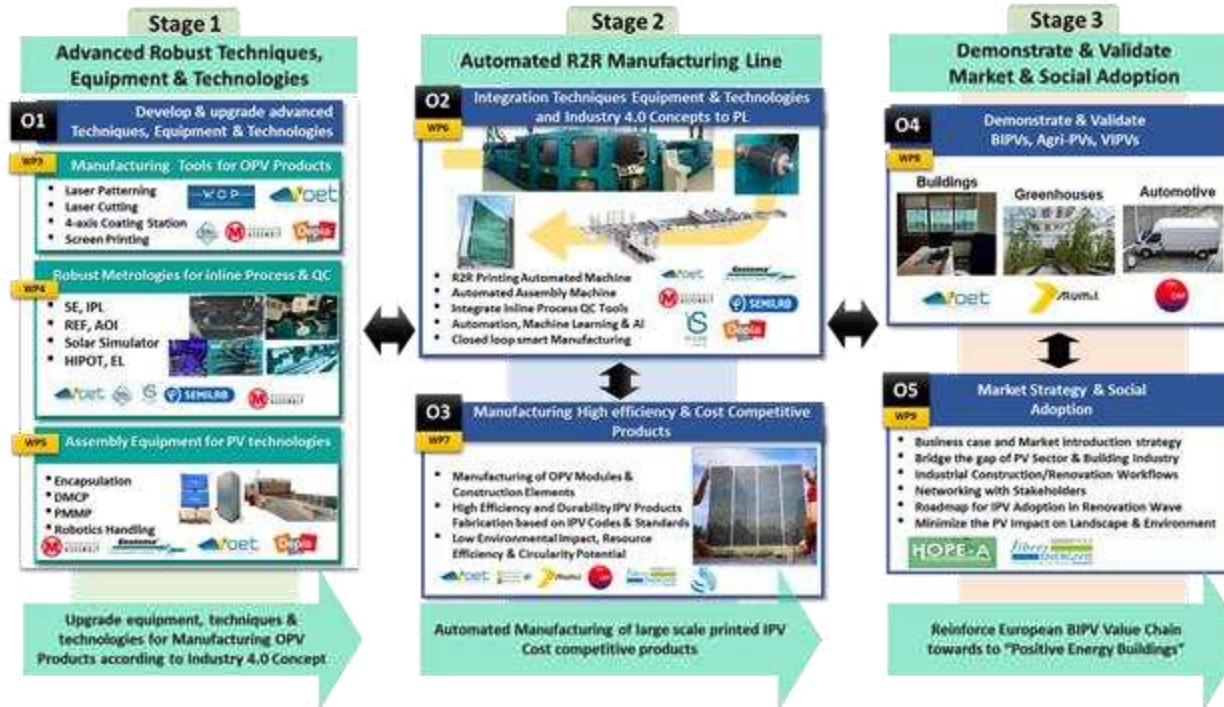 Stage 1
Advanced Robust Techniques,
Equipment & Technologies
O1
Develop & upgrade advanced
Techniques, Equipment & Technologies
WP3
Manufacturing Tools for OPV Products
Laser Patterning
Laser Cutting
4-axis Coating Station
Screen Printing
oet
WP4
Robust Metrologies for inline Process & QC
SE, IPL
REF, AOI
Solar Simulator
HIPOT, EL
oet
SEMILAB
WP5
Assembly Equipment for PV technologies
Encapsulation
DMCP
PMMP
Robotics Handling
oet
Upgrade equipment, techniques &
technologies for Manufacturing OPV
Products according to Industry 4.0 Concept
Stage 2
Automated R2R Manufacturing Line
O2
Integration Techniques Equipment & Technologies
and Industry 4.0 Concepts to PL
WP6
R2R Printing Automated Machine
Automated Assembly Machine
Integrate Inline Process QC Tools
Automation, Machine Learning & AI
Closed loop smart Manufacturing
oet
SEMILAB
O3
Manufacturing High efficiency & Cost Competitive
Products
WP7
Manufacturing of OPV Modules &
Construction Elements
High Efficiency and Durability IPV Products
Fabrication based on IPV Codes & Standards
Low Environmental Impact, Resource
Efficiency & Circularity Potential
oet
Automated Manufacturing of large scale printed IPV
Cost competitive products
Stage 3
Demonstrate & Validate
Market & Social Adoption
O4
Demonstrate & Validate
BIPVs, Agri-PVs, VIPVs
WP8
Buildings
Greenhouses
Automotive
oet
O5
Market Strategy & Social
Adoption
WP9
Business case and Market introduction strategy
Bridge the gap of PV Sector & Building Industry
Industrial Construction/Renovation Workflows
Networking with Stakeholders
Roadmap for IPV Adoption in Renovation Wave
Minimize the PV Impact on Landscape & Environment
HOPE-A
Reinforce European BIPV Value Chain
towards to "Positive Energy Buildings"